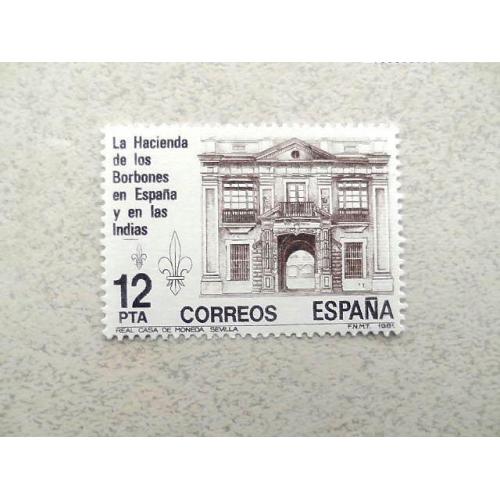 La Hacienda
de los
Borbones
en España
y en las
Indias
12
PTA
CORREOS ESPAÑA
REAL CASA DE MONEDA SEVILLA F.N.M.T. 1981